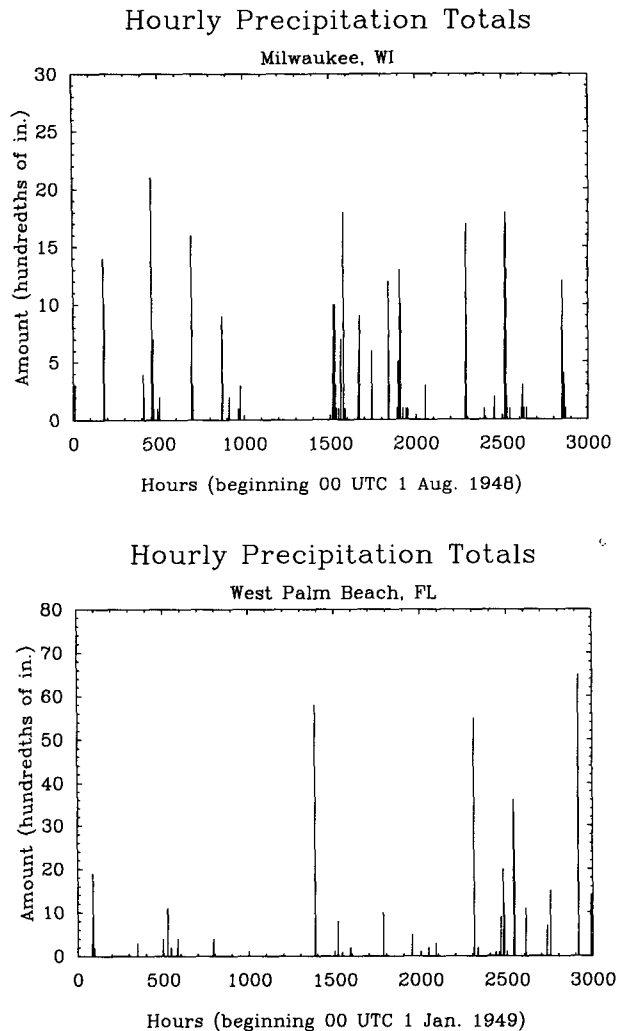 Hourly Precipitation Totals
Milwaukee, WI
30
25
20
15
10
5
0
Amount (hundredths of in.)
0 500 1000 1500 2000 2500 3000
Hours (beginning 00 UTC 1 Aug. 1948)
Hourly Precipitation Totals
West Palm Beach, FL
80
70
60
50
40
30
20
10
0
Amount (hundredths of in.)
0 500 1000 1500 2000 2500 3000
Hours (beginning 00 UTC 1 Jan. 1949)